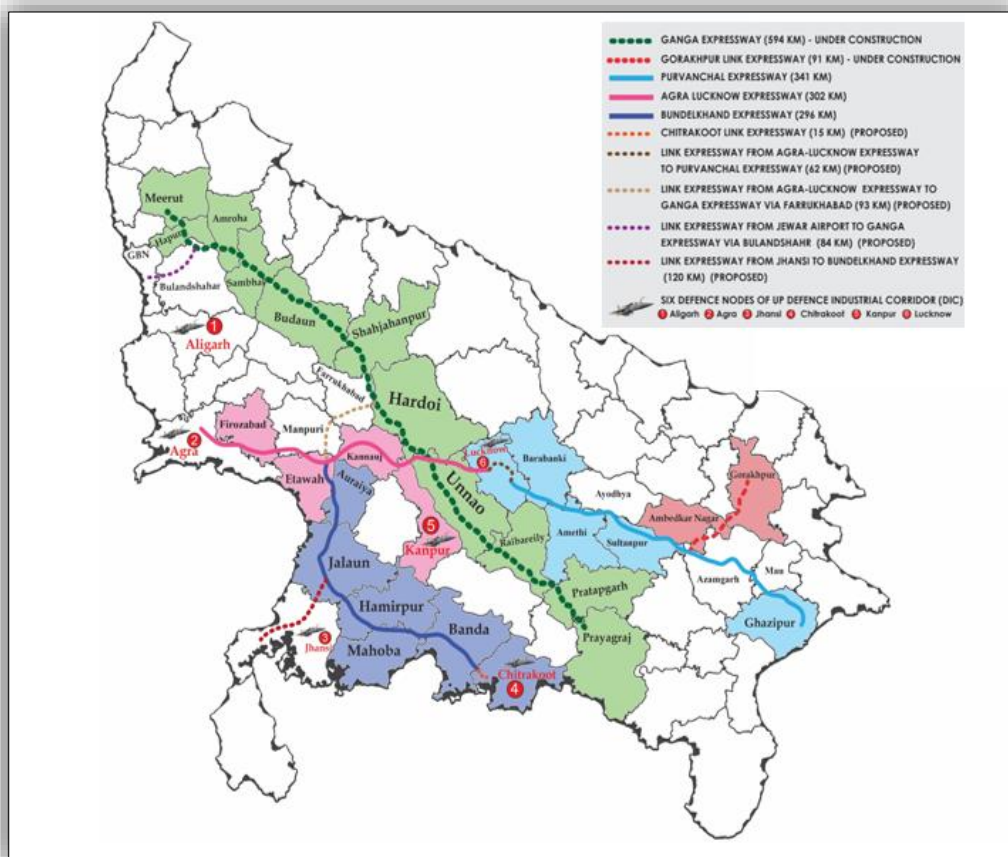 GANGA EXPRESSWAY (594 KM) - UNDER CONSTRUCTION
GORAKHPUR LINK EXPRESSWAY (91 KM) - UNDER CONSTRUCTION
PURVANCHAL EXPRESSWAY (341 KM)
AGRA LUCKNOW EXPRESSWAY (302 KM)
BUNDELKHAND EXPRESSWAY (296 KM)
CHITRAKOOT LINK EXPRESSWAY (15 KM) (PROPOSED)
LINK EXPRESSWAY FROM AGRA-LUCKNOW EXPRESSWAY
TO PURVANCHAL EXPRESSWAY (62 KM) (PROPOSED)
LINK EXPRESSWAY FROM AGRA-LUCKNOW EXPRESSWAY TO
GANGA EXPRESSWAY VIA FARRUKHABAD (93 KM) (PROPOSED)
LINK EXPRESSWAY FROM JEWAR AIRPORT TO GANGA
EXPRESSWAY VIA BULANDSHAHR (84 KM) (PROPOSED)
LINK EXPRESSWAY FROM JHANSI TO BUNDELKHAND EXPRESSWAY
(120 KM) (PROPOSED)
SIX DEFENCE NODES OF UP DEFENCE INDUSTRIAL CORRIDOR (DIC)
1 Aligarh 2 Agra 3 Jhansi 4 Chitrakoot 5 Kanpur 6 Lucknow
Meerut
Amroha
Hapur
GBN
Sambhal
Bulandshahar
Budaun
Shahjahanpur
1
Aligarh
Farrukhabad
Hardoi
Firozabad
Manpuri
2
Agra
Kannauj
Lucknow
6
Barabanki
Etawah
Auraiya
Unnao
Ayodhya
Gorakhpur
Ambedkar Nagar
5
Kanpur
Raibareily
Amethi
Sultanpur
Jalaun
Azamgarh
Mau
Pratapgarh
Hamirpur
Ghazipur
Banda
Prayagraj
3
Jhansi
Mahoba
Chitrakoot
4